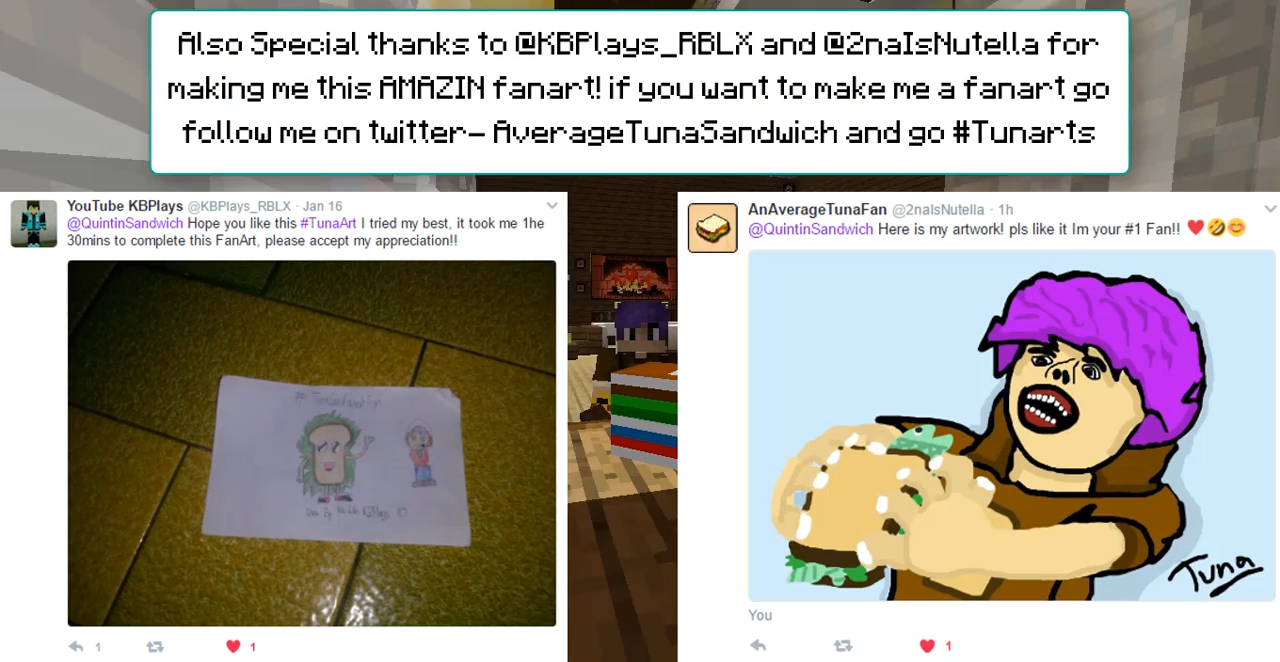 Also Special thanks to @KBPlays_RBLX and @2naIsNutella for
making me this AMAZIN fanart! if you want to make me a fanart go
follow me on twitter- AverageTunaSandwich and go #Tunarts
YouTube KBPlays @KBPlays_RBLX · Jan 16
@QuintinSandwich Hope you like this #TunaArt I tried my best, it took me 1he
30mins to complete this FanArt, please accept my appreciation!!
1
1
AnAverageTunaFan @2naIsNutella · 1h
@QuintinSandwich Here is my artwork! pls like it Im your #1 Fan!! ❤️🤣😊
Tuna
You
1